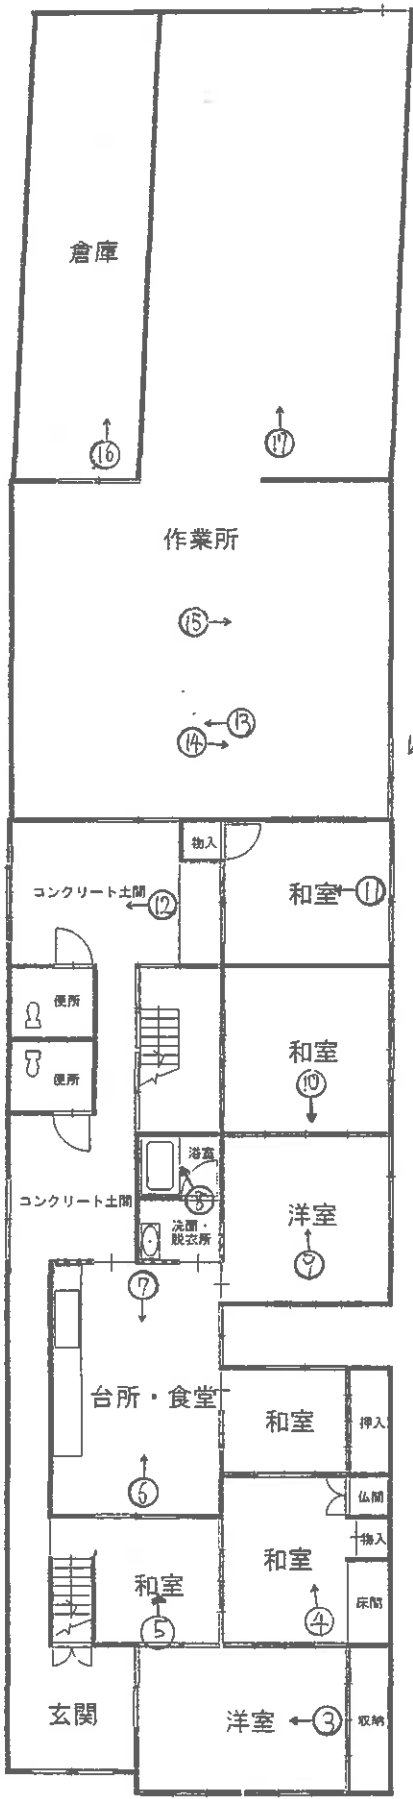 倉庫
⑯
⑰
作業所
⑮
⑬
⑭
物入
コンクリート土間
⑫
和室
⑪
便所
和室
便所
⑩
浴室
コンクリート土間
⑧
洗面・
脱衣所
洋室
⑨
⑦
台所・食堂
和室
押入
⑥
仏間
物入
和室
和室
床間
④
⑤
玄関
洋室
③
収納